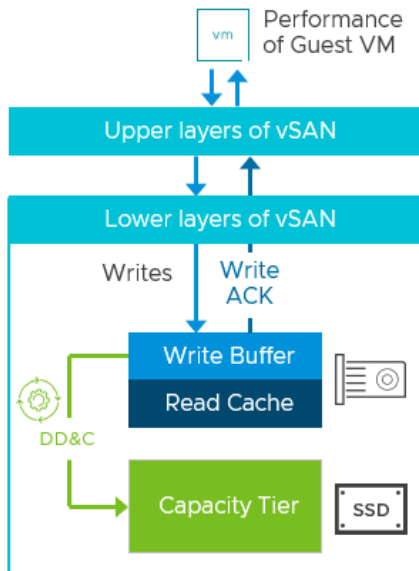 vm
Performance
of Guest VM
Upper layers of vSAN
Lower layers of vSAN
Writes
Write
ACK
Write Buffer
Read Cache
DD&C
Capacity Tier
SSD